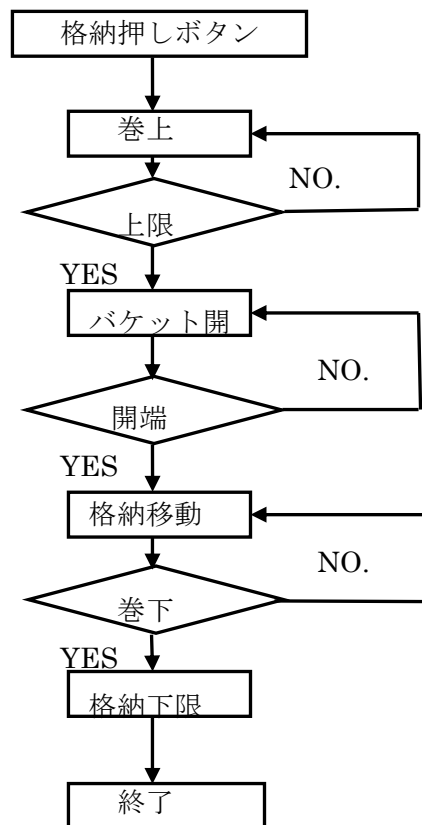 格納押しボタン
巻上
NO.
上限
YES
バケット開
NO.
開端
YES
格納移動
NO.
巻下
YES
格納下限
終了